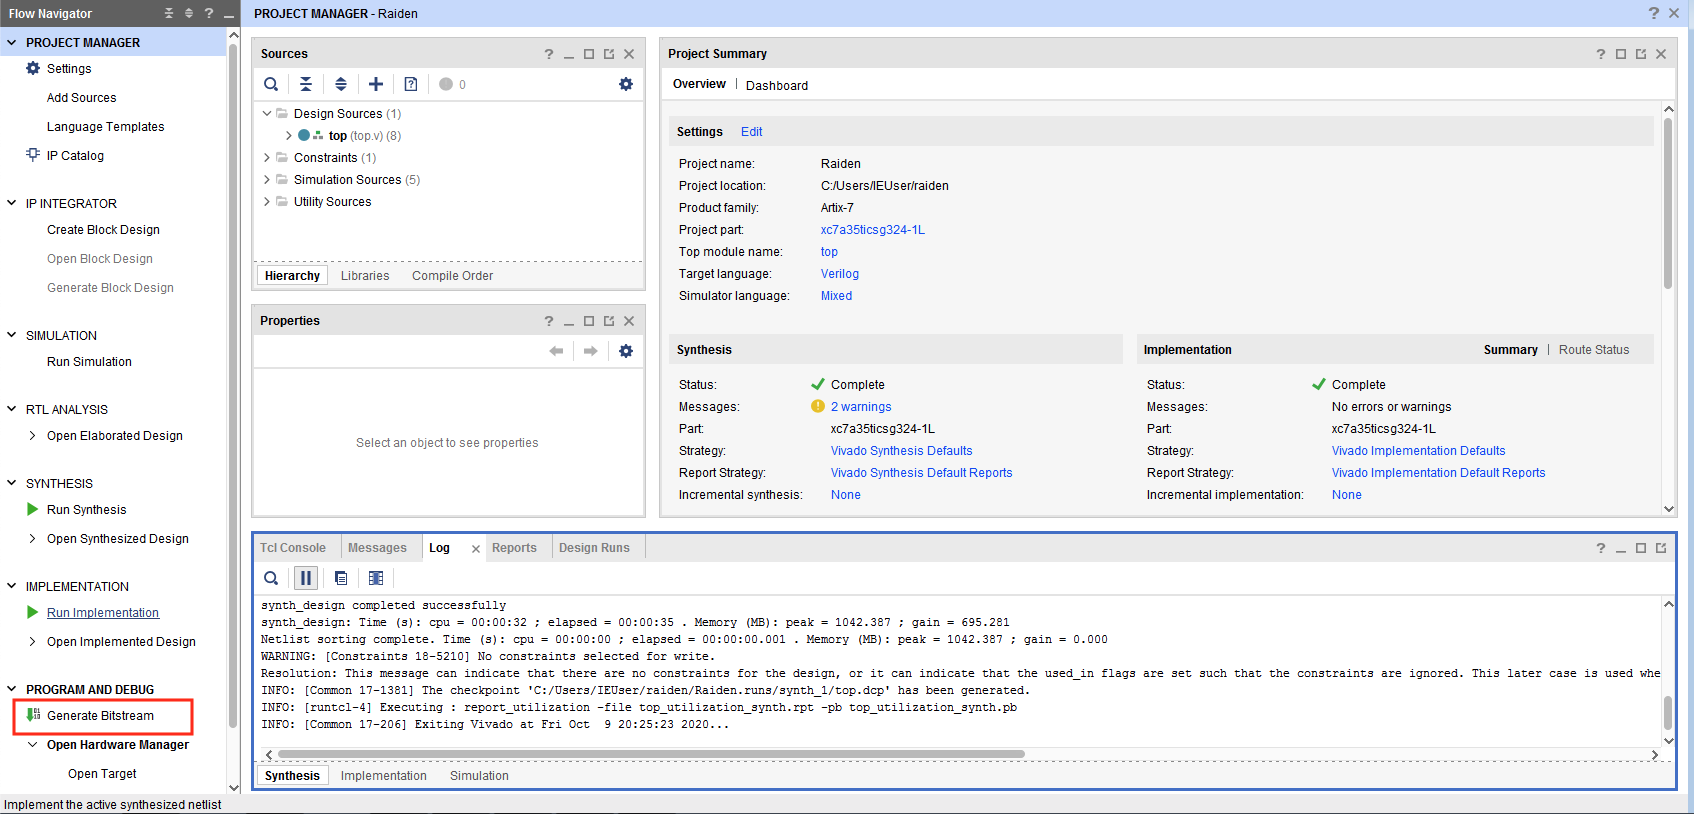 Flow Navigator
PROJECT MANAGER - Raiden
PROJECT MANAGER
Settings
Add Sources
Language Templates
IP Catalog
IP INTEGRATOR
Create Block Design
Open Block Design
Generate Block Design
SIMULATION
Run Simulation
RTL ANALYSIS
Open Elaborated Design
SYNTHESIS
Run Synthesis
Open Synthesized Design
IMPLEMENTATION
Run Implementation
Open Implemented Design
PROGRAM AND DEBUG
Generate Bitstream
Open Hardware Manager
Open Target
Sources
0
Design Sources (1)
top (top.v) (8)
Constraints (1)
Simulation Sources (5)
Utility Sources
Hierarchy Libraries Compile Order
Properties
Select an object to see properties
Project Summary
Overview | Dashboard
Settings Edit
Project name: Raiden
Project location: C:/Users/IEUser/raiden
Product family: Artix-7
Project part: xc7a35ticsg324-1L
Top module name: top
Target language: Verilog
Simulator language: Mixed
Synthesis
Status: Complete
Messages: 2 warnings
Part: xc7a35ticsg324-1L
Strategy: Vivado Synthesis Defaults
Report Strategy: Vivado Synthesis Default Reports
Incremental synthesis: None
Implementation Summary | Route Status
Status: Complete
Messages: No errors or warnings
Part: xc7a35ticsg324-1L
Strategy: Vivado Implementation Defaults
Report Strategy: Vivado Implementation Default Reports
Incremental implementation: None
Tcl Console Messages Log Reports Design Runs
synth_design completed successfully
synth_design: Time (s): cpu = 00:00:32 ; elapsed = 00:00:35 . Memory (MB): peak = 1042.387 ; gain = 695.281
Netlist sorting complete. Time (s): cpu = 00:00:00 ; elapsed = 00:00:00.001 . Memory (MB): peak = 1042.387 ; gain = 0.000
WARNING: [Constraints 18-5210] No constraints selected for write.
Resolution: This message can indicate that there are no constraints for the design, or it can indicate that the used_in flags are set such that the constraints are ignored. This later case is used whe
INFO: [Common 17-1381] The checkpoint 'C:/Users/IEUser/raiden/Raiden.runs/synth_1/top.dcp' has been generated.
INFO: [runtcl-4] Executing : report_utilization -file top_utilization_synth.rpt -pb top_utilization_synth.pb
INFO: [Common 17-206] Exiting Vivado at Fri Oct  9 20:25:23 2020...
Synthesis Implementation Simulation
Implement the active synthesized netlist